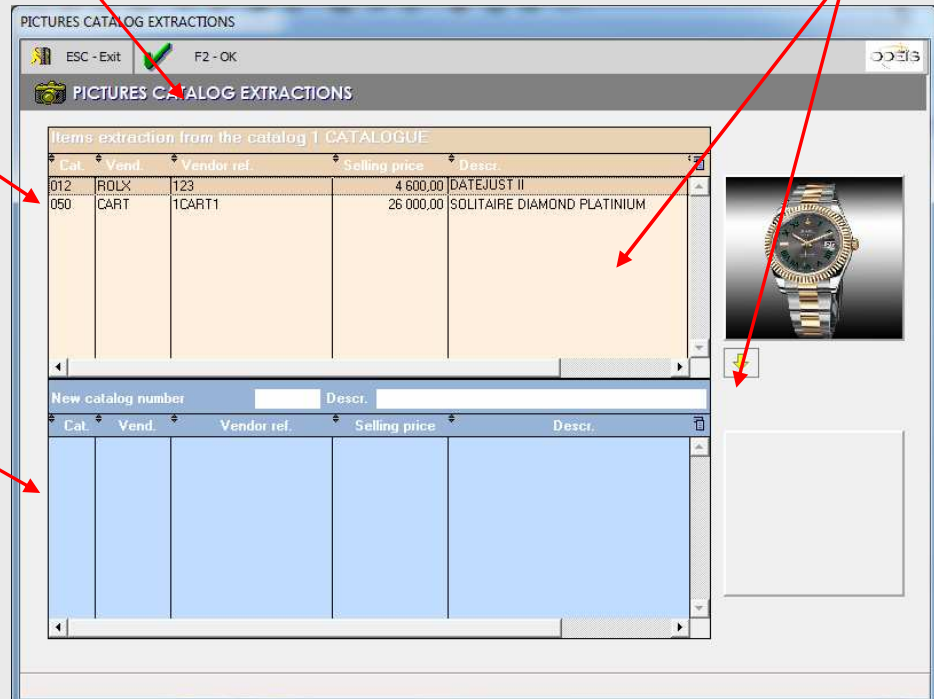 PICTURES CATALOG EXTRACTIONS
ESC - Exit F2 - OK
PICTURES CATALOG EXTRACTIONS
Items extraction from the catalog 1 CATALOGUE
Cat. Vend. Vendor ref. Selling price Descr.
012 ROLX 123 4 600,00 DATEJUST II
050 CART 1CART1 26 000,00 SOLITAIRE DIAMOND PLATINIUM
New catalog number Descr.
Cat. Vend. Vendor ref. Selling price Descr.